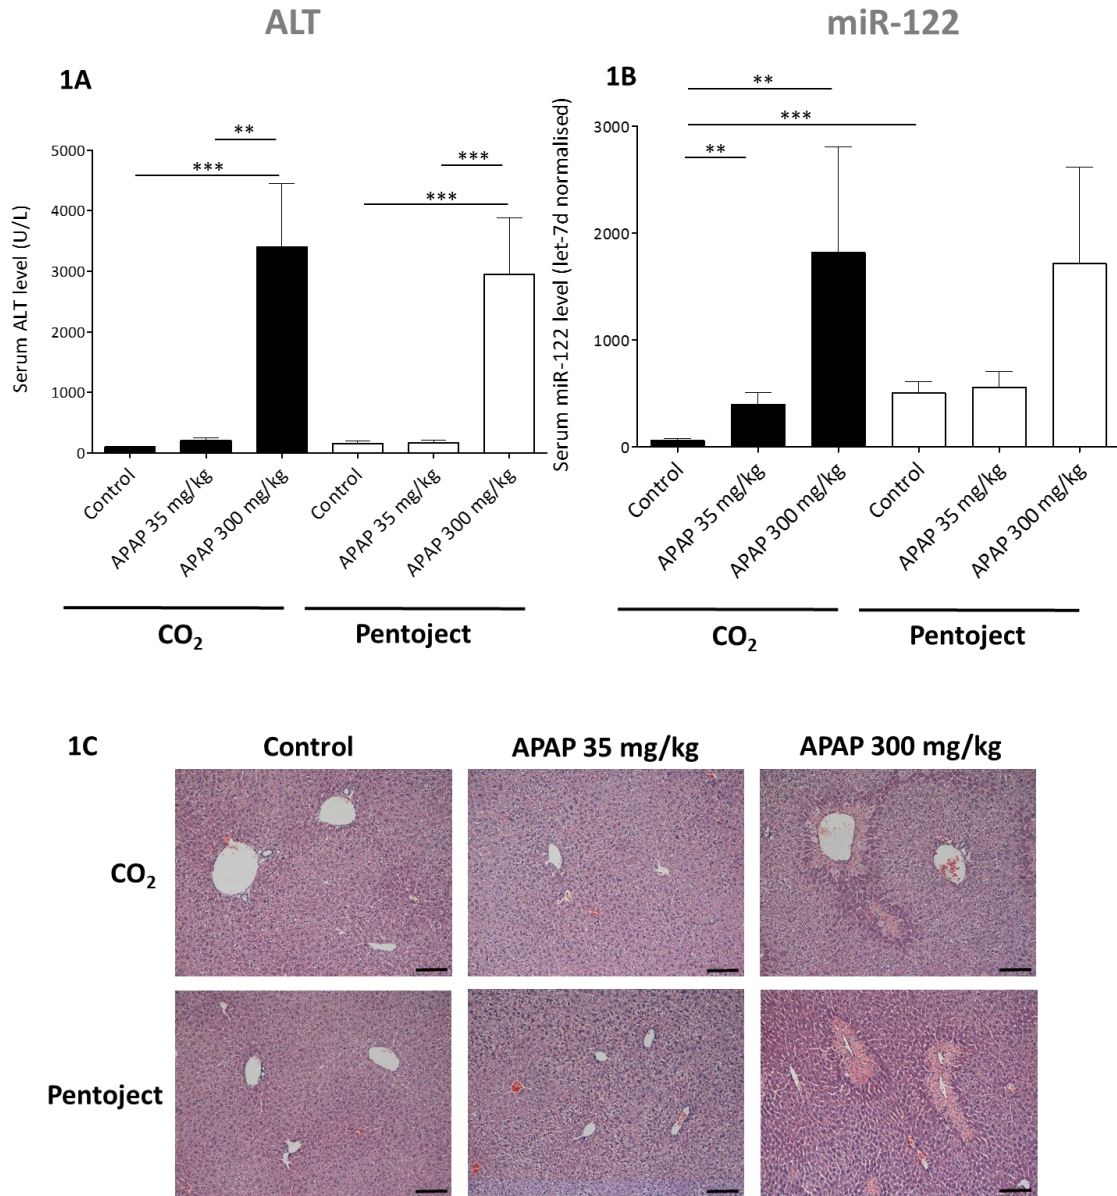 ALT
miR-122
1A
Serum ALT level (U/L)
5000
4000
3000
2000
1000
0
**
***
***
***
Control
APAP 35 mg/kg
APAP 300 mg/kg
Control
APAP 35 mg/kg
APAP 300 mg/kg
CO₂
Pentoject
1B
Serum miR-122 level (let-7d normalised)
3000
2000
1000
0
**
***
**
Control
APAP 35 mg/kg
APAP 300 mg/kg
Control
APAP 35 mg/kg
APAP 300 mg/kg
CO₂
Pentoject
1C
Control
APAP 35 mg/kg
APAP 300 mg/kg
CO₂
Pentoject